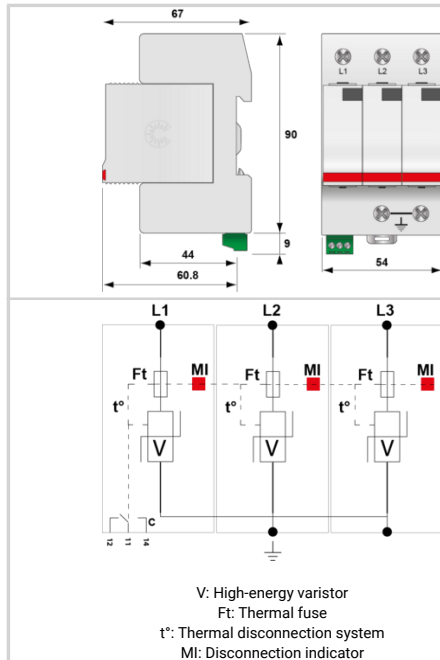 67
L1 L2 L3
90
9
44
60.8
54
L1 L2 L3
Ft MI Ft MI Ft MI
t° t° t°
V V V
C
12 11 14
V: High-energy varistor
Ft: Thermal fuse
t°: Thermal disconnection system
MI: Disconnection indicator